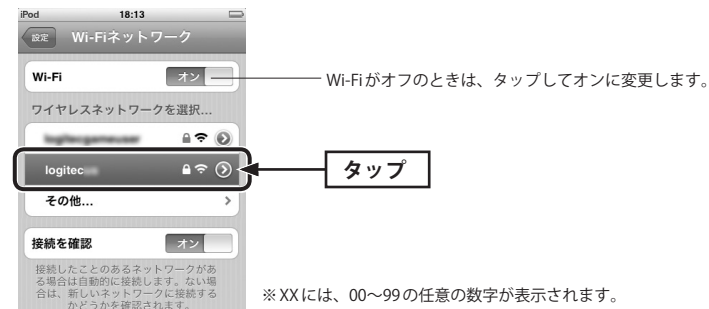 iPod 18:13
設定 Wi-Fiネットワーク
Wi-Fi オン
Wi-Fiがオフのときは、タップしてオンに変更します。
ワイヤレスネットワークを選択...
logitec
タップ
その他...
接続を確認 オン
接続したことのあるネットワークがあ
る場合は自動的に接続します。ない場
合は、新しいネットワークに接続する
かどうかを確認されます。
※XXには、00～99の任意の数字が表示されます。